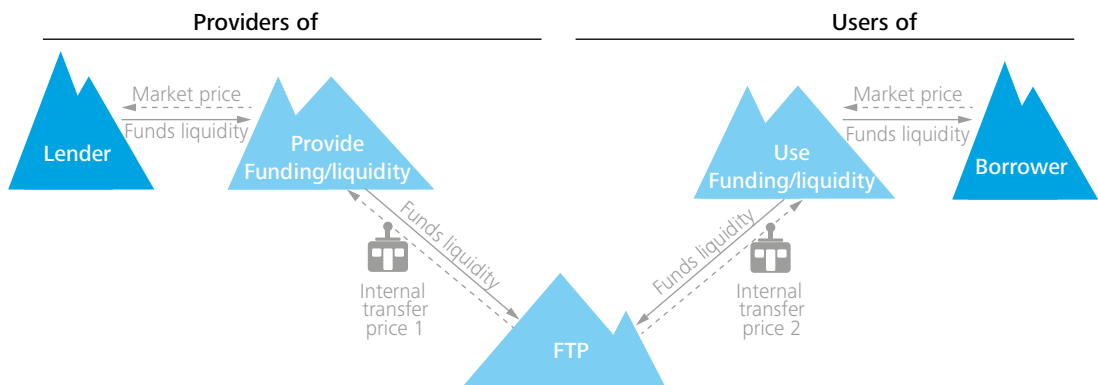 Providers of
Users of
Market price
Funds liquidity
Lender
Provide
Funding/liquidity
Market price
Funds liquidity
Use
Funding/liquidity
Borrower
Funds liquidity
Internal
transfer
price 1
Funds liquidity
Internal
transfer
price 2
FTP